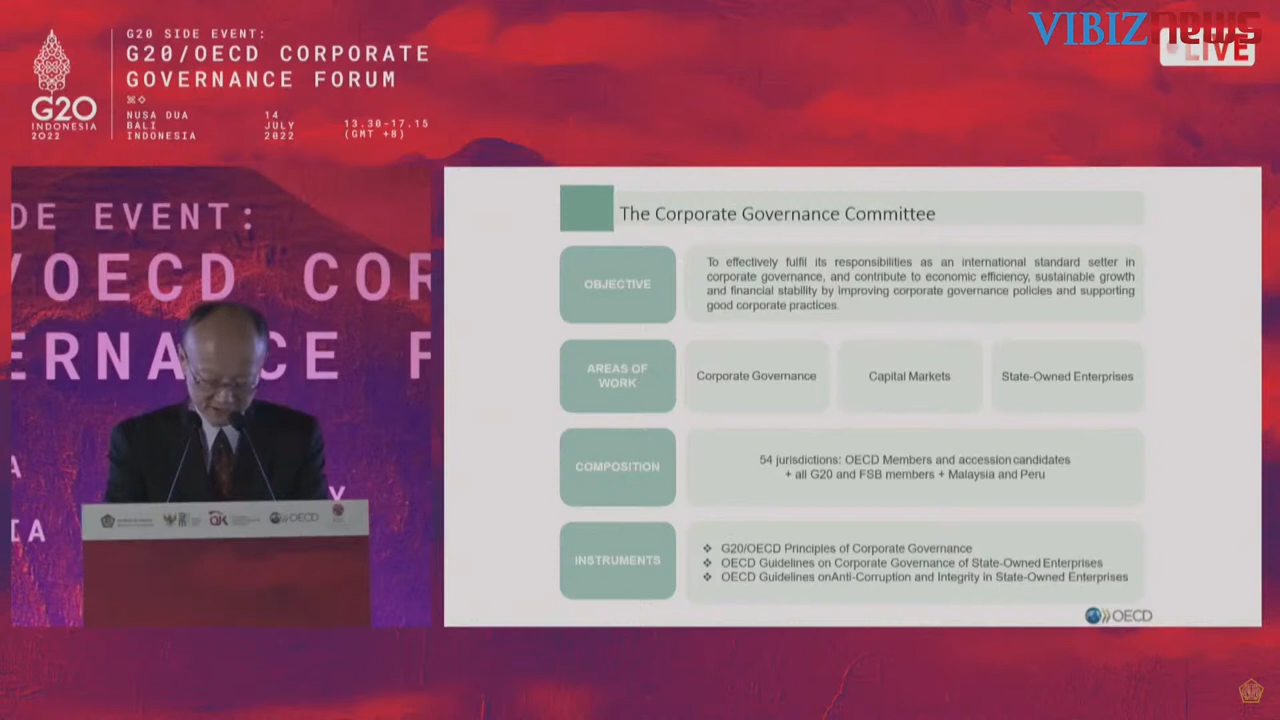 G20 SIDE EVENT:
G20/OECD CORPORATE
GOVERNANCE FORUM
G20
INDONESIA
2022
NUSA DUA
BALI
INDONESIA
14
JULY
2022
13.30-17.15
(GMT +8)
VIBIZnews
LIVE
DE EVENT:
/OECD COR
ERNA CE F
A
Y
IA
OECD
The Corporate Governance Committee
OBJECTIVE
To effectively fulfil its responsibilities as an international standard setter in
corporate governance, and contribute to economic efficiency, sustainable growth
and financial stability by improving corporate governance policies and supporting
good corporate practices.
AREAS OF
WORK
Corporate Governance
Capital Markets
State-Owned Enterprises
COMPOSITION
54 jurisdictions: OECD Members and accession candidates
+ all G20 and FSB members + Malaysia and Peru
INSTRUMENTS
❖ G20/OECD Principles of Corporate Governance
❖ OECD Guidelines on Corporate Governance of State-Owned Enterprises
❖ OECD Guidelines onAnti-Corruption and Integrity in State-Owned Enterprises
OECD